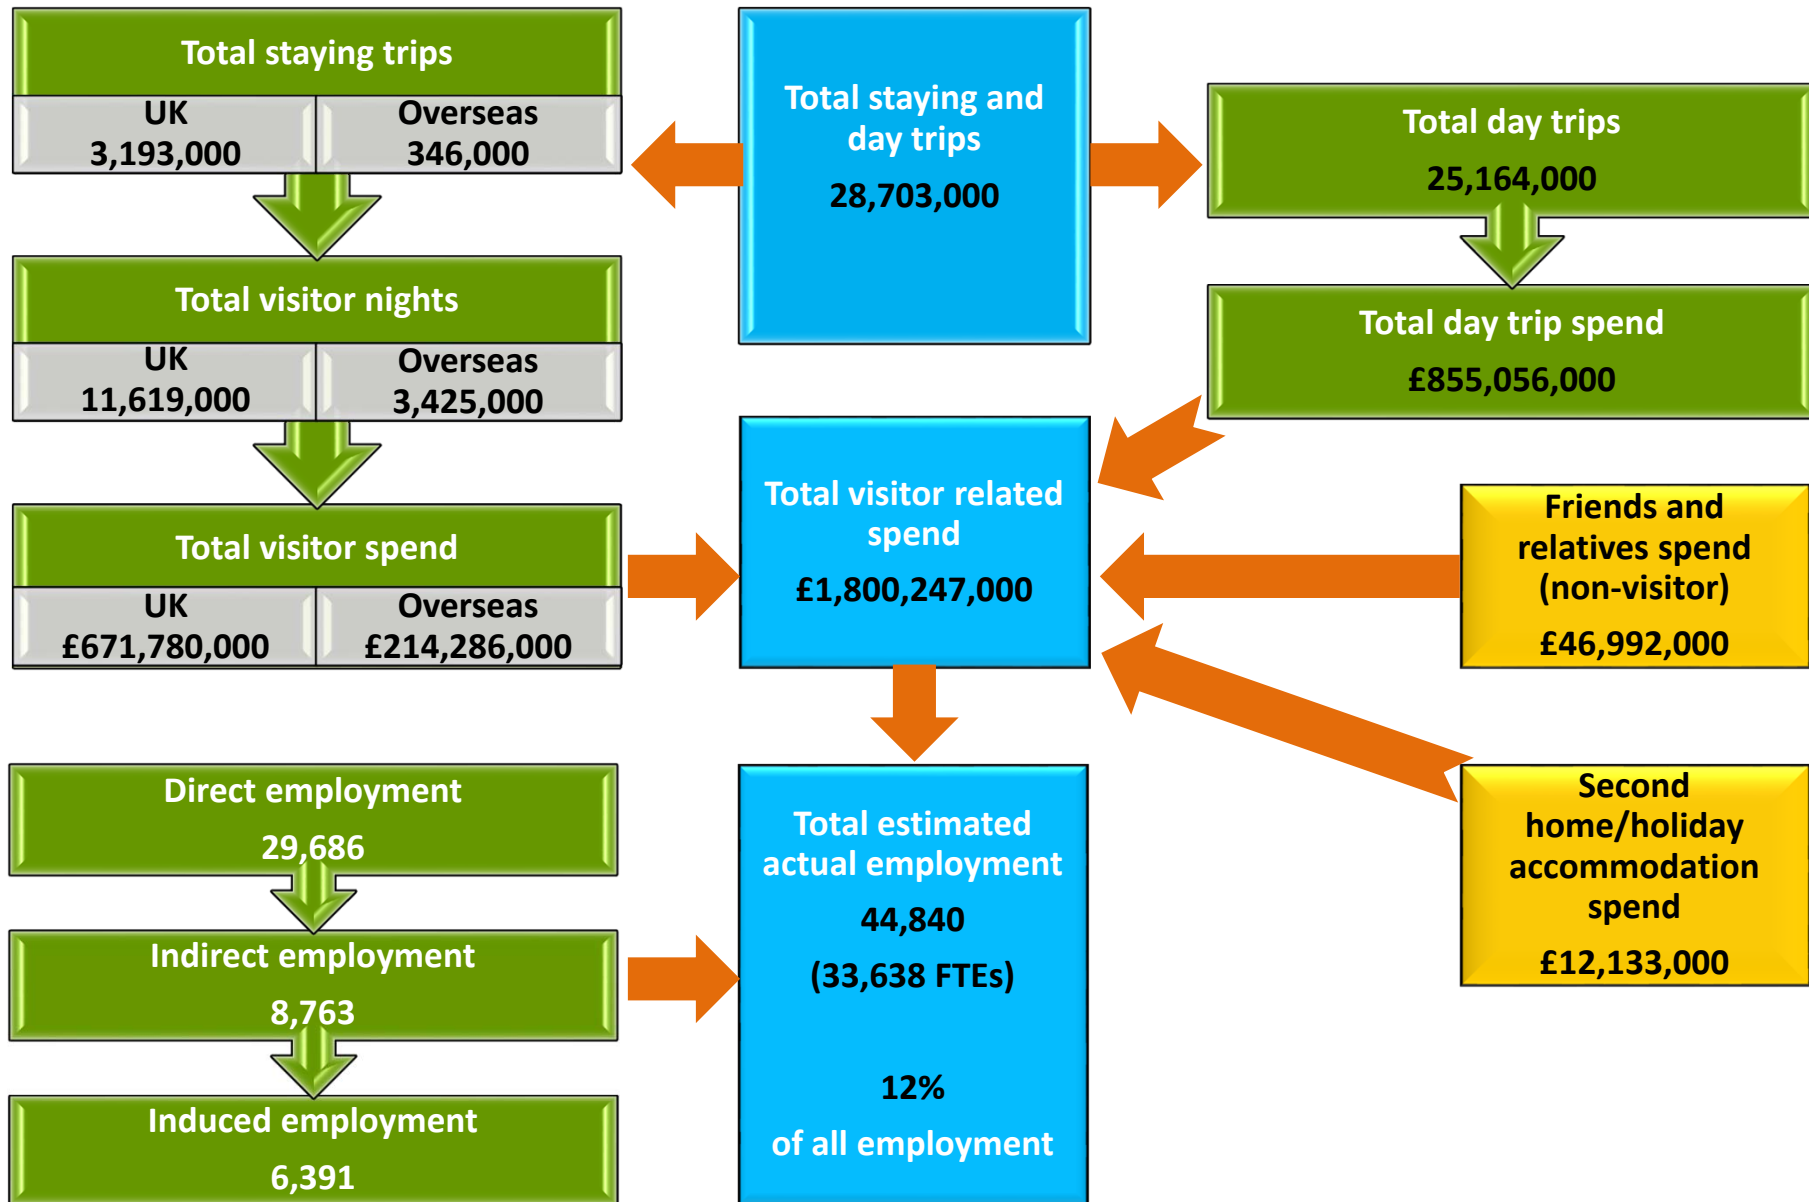 Total staying trips
UK
3,193,000
Overseas
346,000
Total visitor nights
UK
11,619,000
Overseas
3,425,000
Total visitor spend
UK
£671,780,000
Overseas
£214,286,000
Direct employment
29,686
Indirect employment
8,763
Induced employment
6,391
Total staying and
day trips
28,703,000
Total visitor related
spend
£1,800,247,000
Total estimated
actual employment
44,840
(33,638 FTEs)
12%
of all employment
Total day trips
25,164,000
Total day trip spend
£855,056,000
Friends and
relatives spend
(non-visitor)
£46,992,000
Second
home/holiday
accommodation
spend
£12,133,000